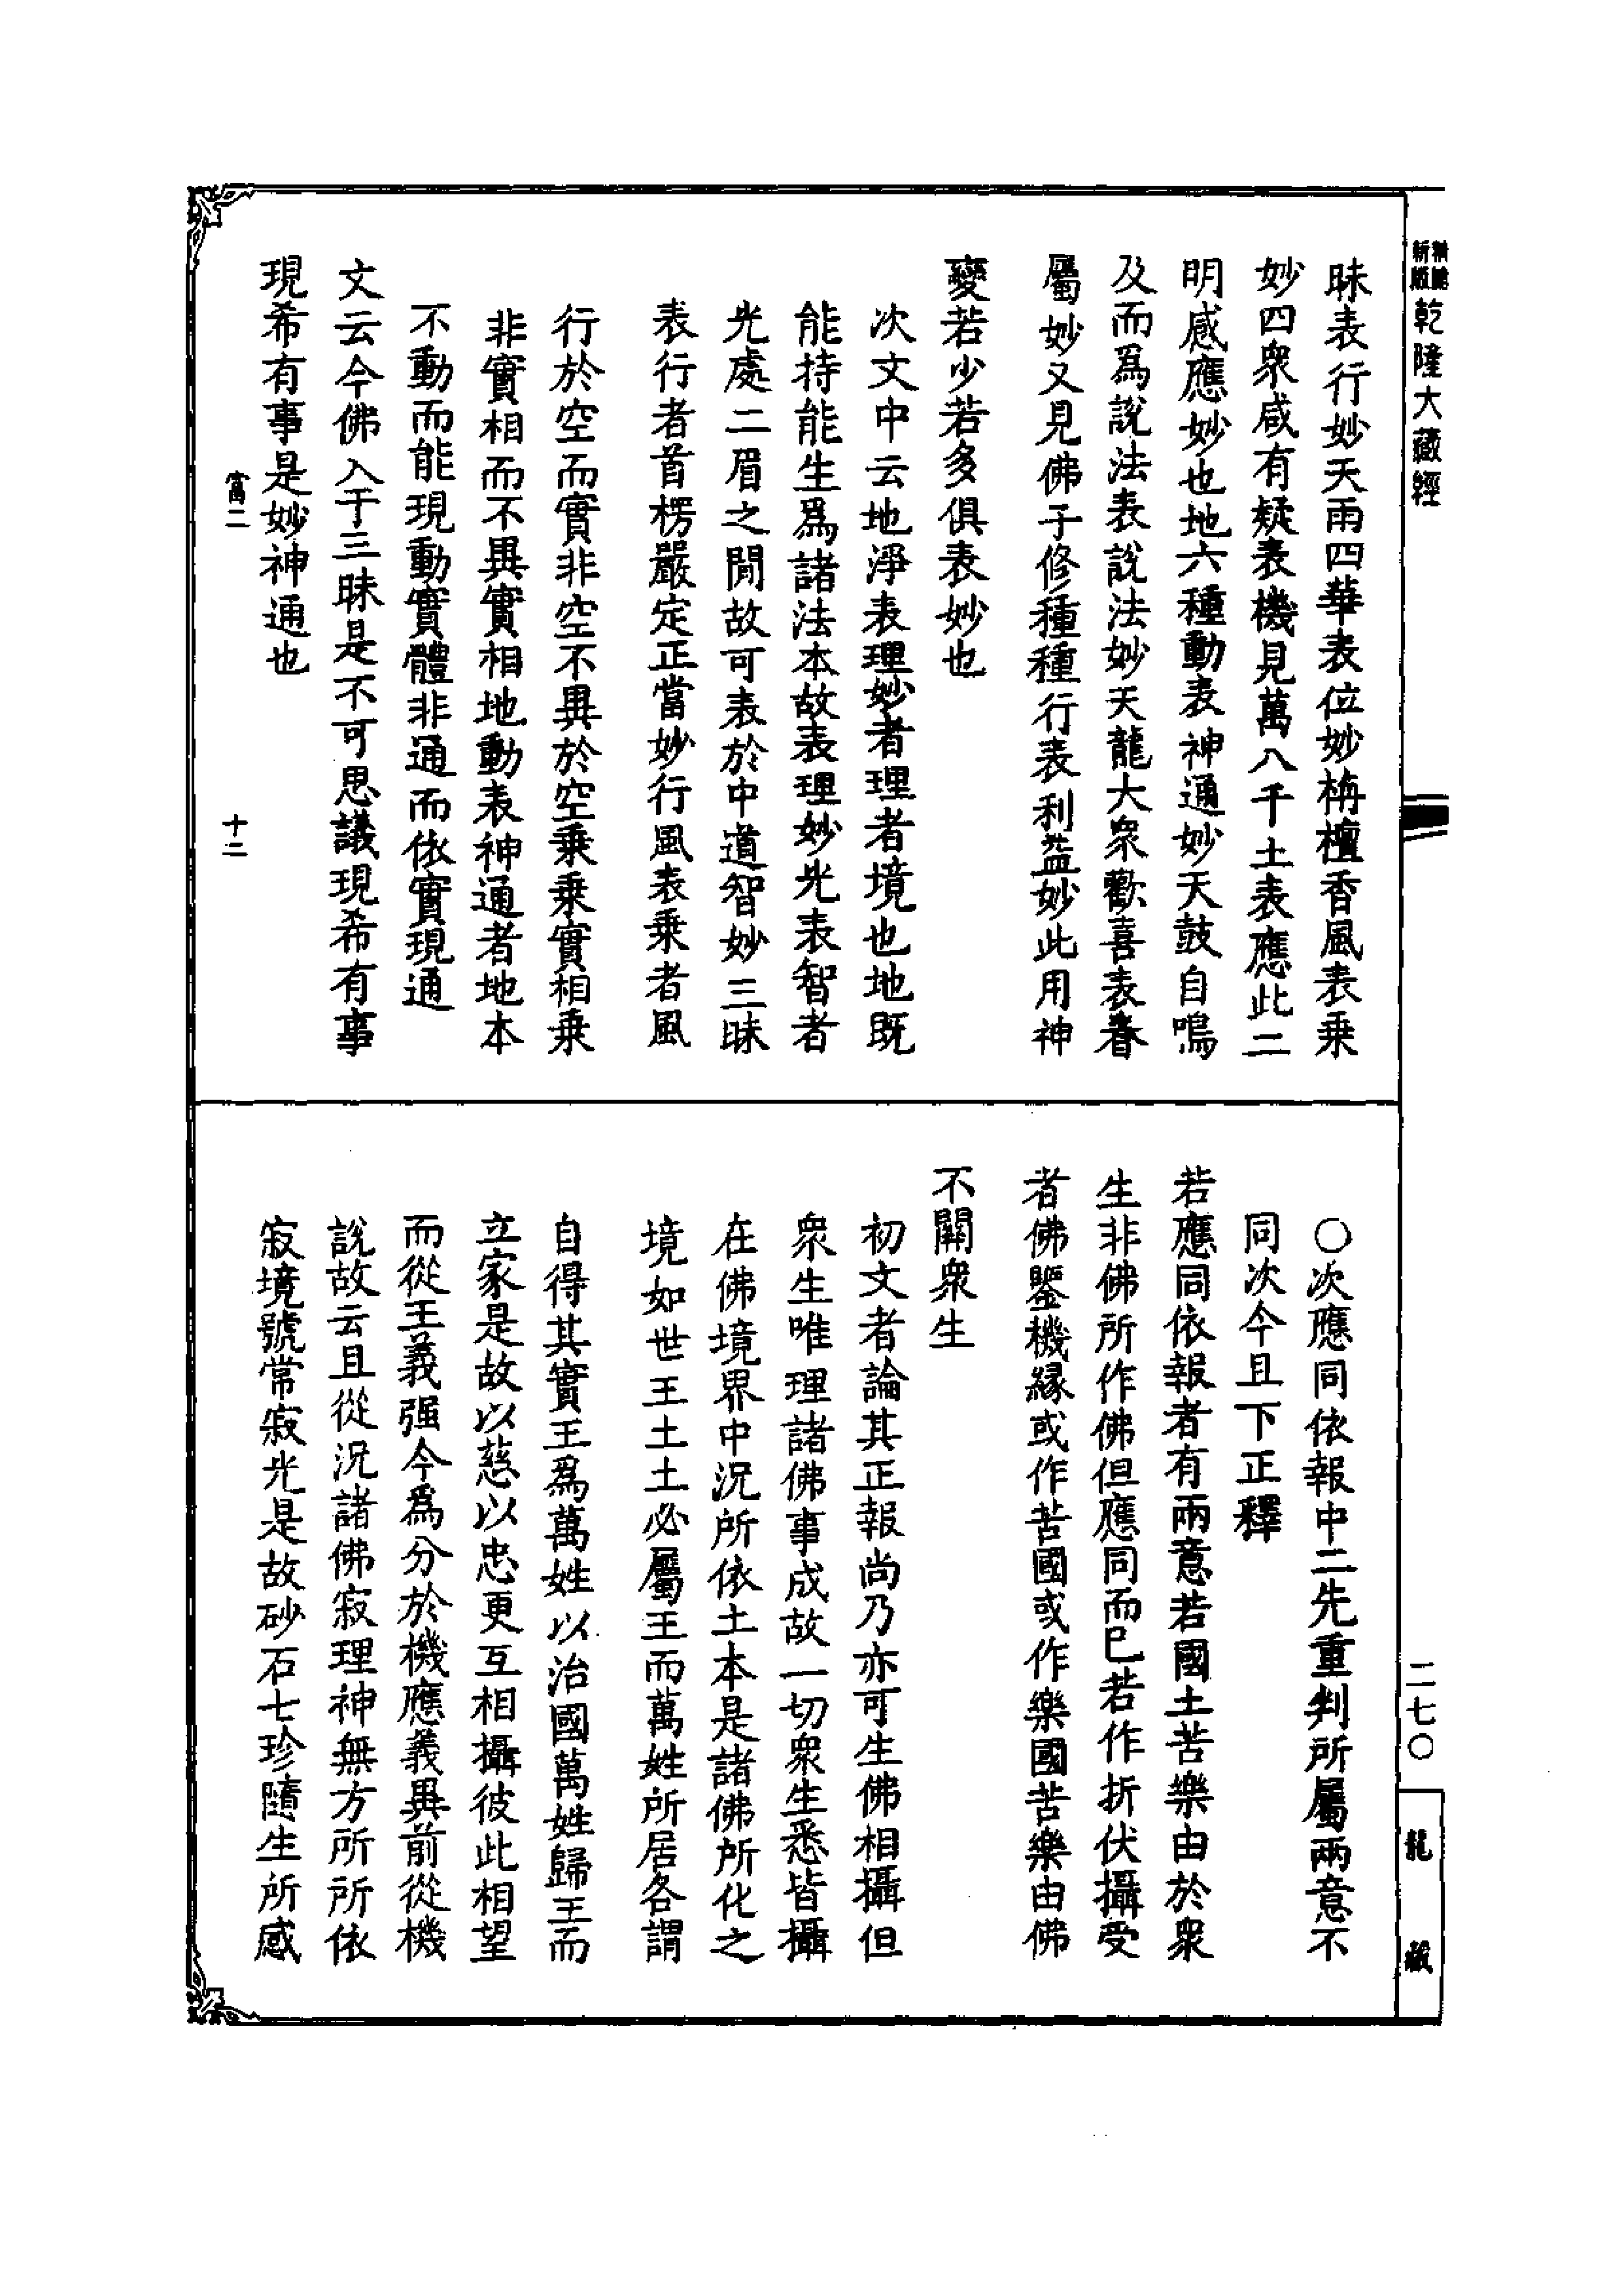 新版
精縮
乾隆大藏經
昧表行妙天雨四華表位妙栴檀香風表乗
妙四衆咸有疑表機見萬八千土表應此二
明感應妙也地六種動表神通妙天鼓自鳴
及而爲說法表說法妙天龍大衆歡喜表眷
屬妙又見佛子修種種行表利益妙此用神
變若少若多俱表妙也
次文中云地淨表理妙者理者境也地既
能持能生爲諸法本故表理妙光表智者
光處二眉之間故可表於中道智妙三昧
表行者首楞嚴定正當妙行風表乗者風
行於空而實非空不異於空乗乗實相乗
非實相而不異實相地動表神通者地本
不動而能現動實體非通而依實現通
文云今佛入于三昧是不可思議現希有事
現希有事是妙神通也
富二
十二
〇次應同依報中二先重判所屬兩意不
同次今且下正釋
若應同依報者有兩意若國土苦樂由於衆
生非佛所作佛但應同而已若作折伏攝受
者佛鑒機緣或作苦國或作樂國苦樂由佛
不關衆生
初文者論其正報尚乃亦可生佛相攝但
衆生唯理諸佛事成故一切衆生悉皆攝
在佛境界中況所依土本是諸佛所化之
境如世王土土必屬王而萬姓所居各謂
自得其實王爲萬姓以治國萬姓歸王而
立家是故以慈以忠更互相攝彼此相望
而從王義强今爲分於機應義異前從機
說故云且從況諸佛寂理神無方所所依
寂境號常寂光是故砂石七珍隨生所感
二七〇
龍藏